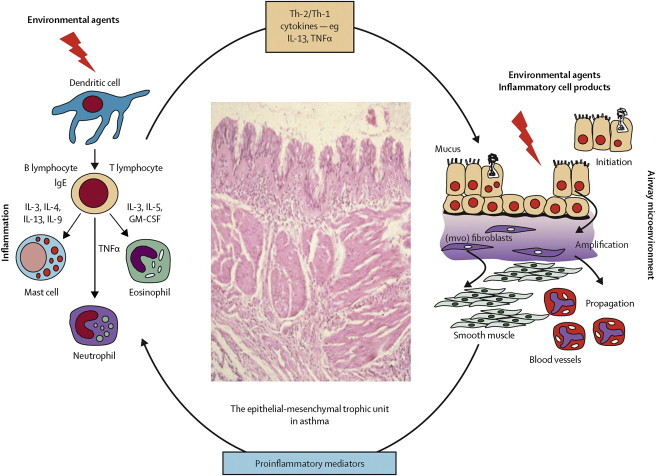 Th-2/Th-1
cytokines — eg
IL-13, TNFα
Environmental agents
Dendritic cell
B lymphocyte
T lymphocyte
IgE
IL-3, IL-4,
IL-13, IL-9
IL-3, IL-5,
GM-CSF
TNFα
Mast cell
Eosinophil
Neutrophil
Inflammation
Environmental agents
Inflammatory cell products
Mucus
Initiation
(mvo) fibroblasts
Amplification
Propagation
Smooth muscle
Blood vessels
Airway microenvironment
The epithelial-mesenchymal trophic unit
in asthma
Proinflammatory mediators